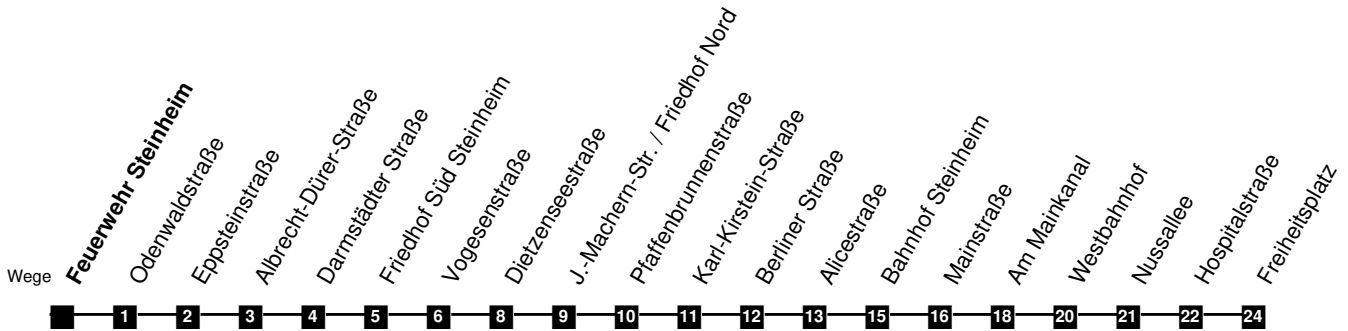 Wege
Feuerwehr Steinheim
Odenwaldstraße
Eppsteinstraße
Albrecht-Dürer-Straße
Darmstädter Straße
Friedhof Süd Steinheim
Vogesenstraße
Dietzenseestraße
J.-Machern-Str. / Friedhof Nord
Pfaffenbrunnenstraße
Karl-Kirstein-Straße
Berliner Straße
Alicestraße
Bahnhof Steinheim
Mainstraße
Am Mainkanal
Westbahnhof
Nussallee
Hospitalstraße
Freiheitsplatz
1 2 3 4 5 6 8 9 10 11 12 13 15 16 18 20 21 22 24